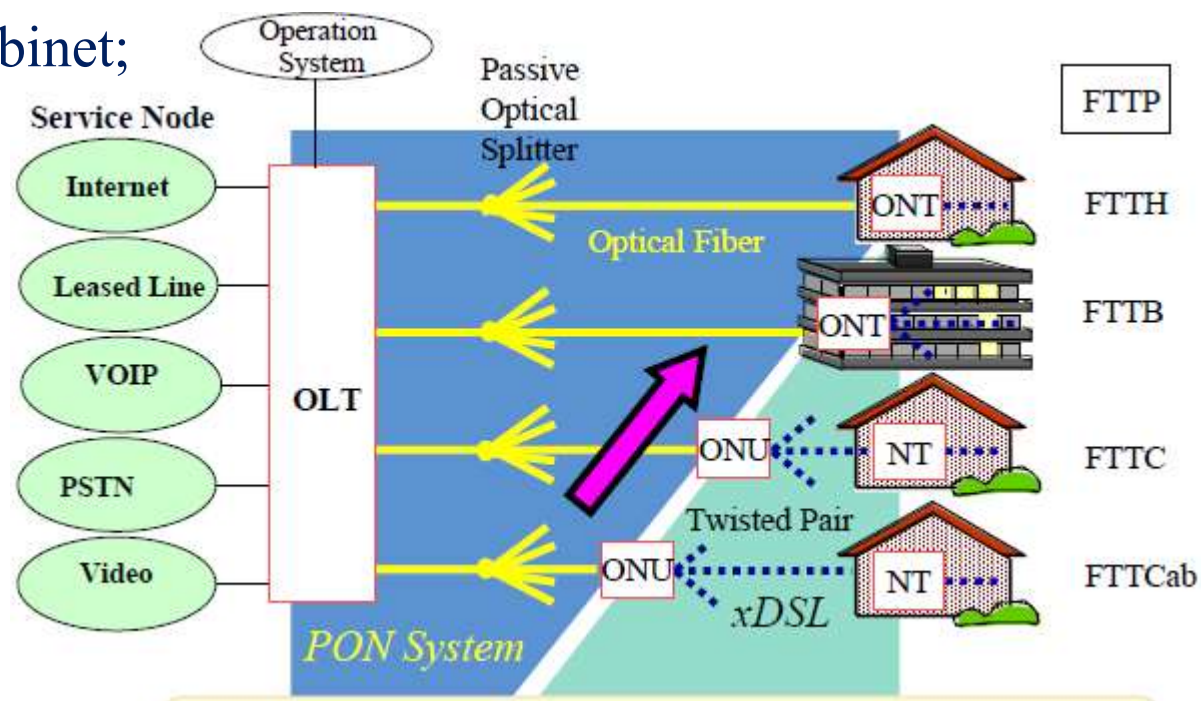 binet;
Operation
System
Passive
Optical
Splitter
FTTP
Service Node
Internet
ONT
FTTH
Optical Fiber
Leased Line
ONT
FTTB
VOIP
OLT
ONU
NT
FTTC
PSTN
Twisted Pair
Video
ONU
NT
FTTCab
xDSL
PON System